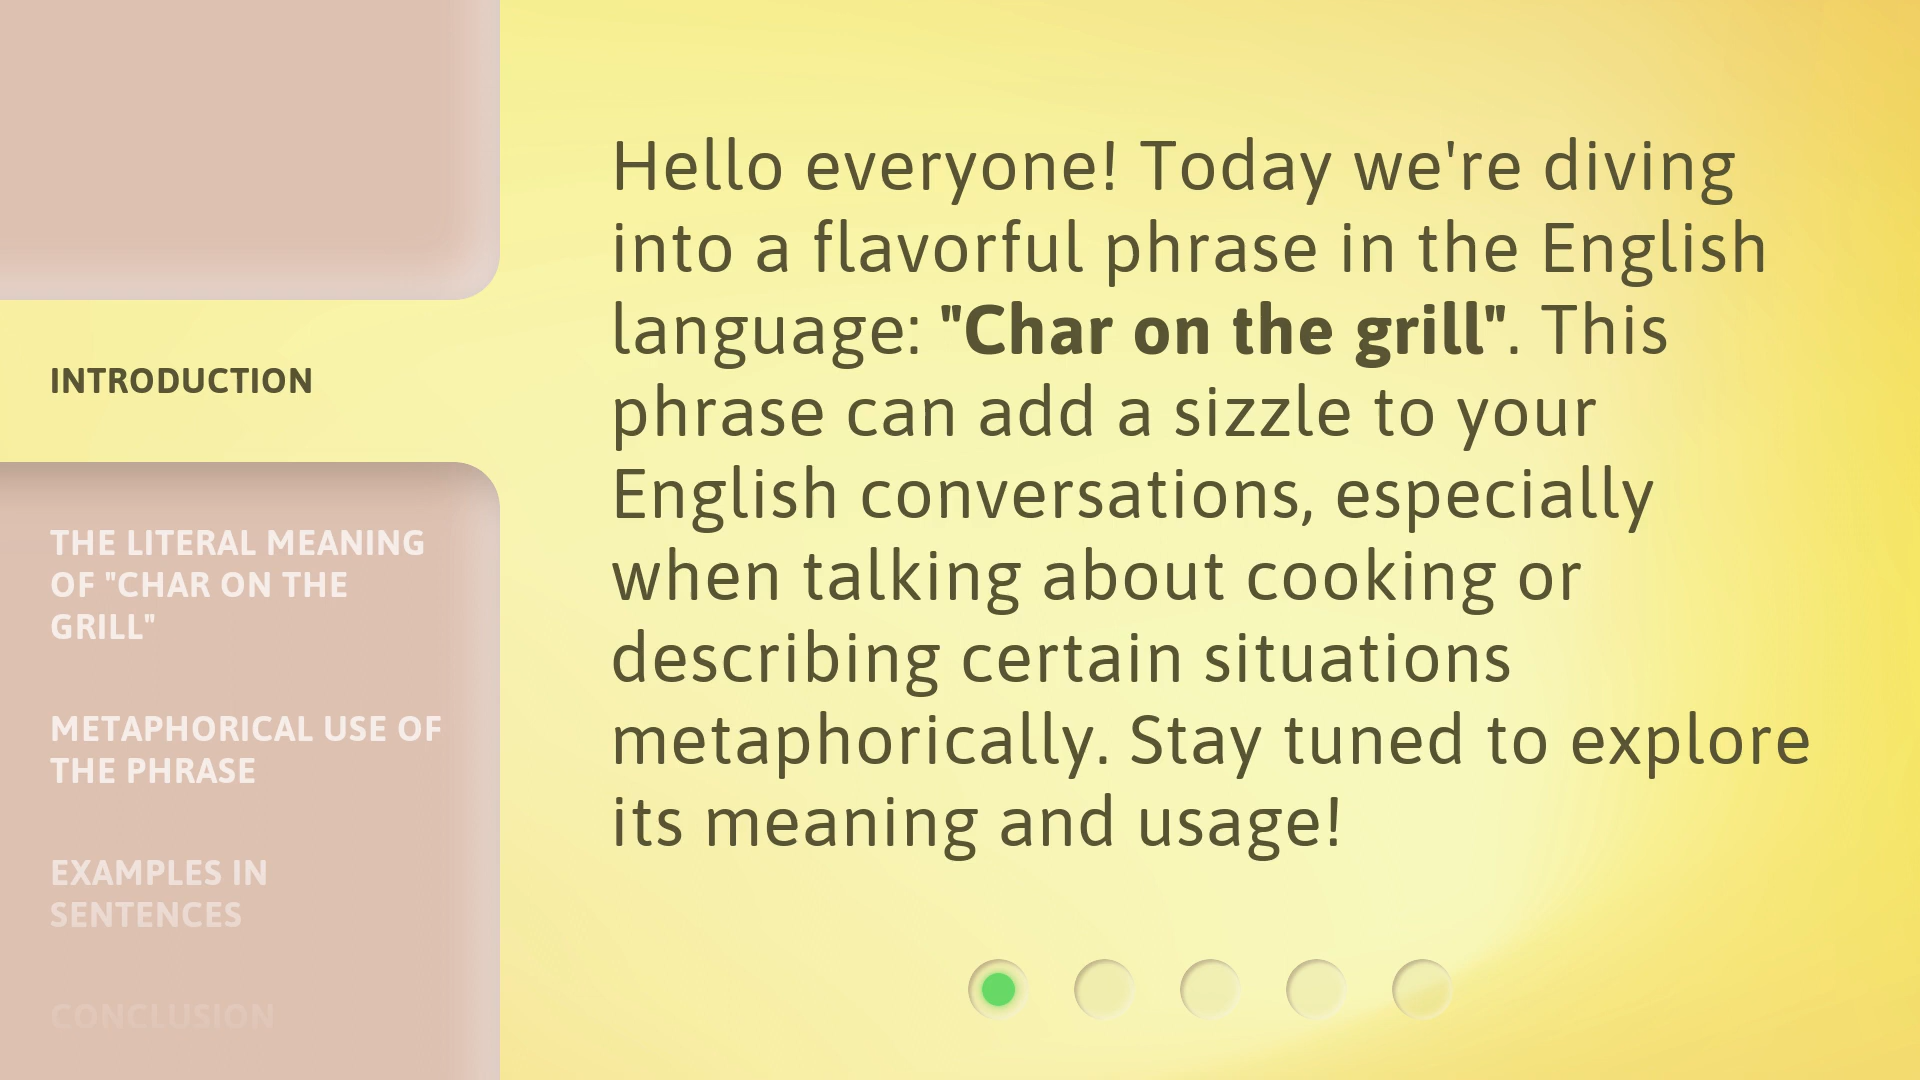 INTRODUCTION
THE LITERAL MEANING
OF "CHAR ON THE
GRILL"
METAPHORICAL USE OF
THE PHRASE
EXAMPLES IN
SENTENCES
CONCLUSION
Hello everyone! Today we're diving
into a flavorful phrase in the English
language: "Char on the grill". This
phrase can add a sizzle to your
English conversations, especially
when talking about cooking or
describing certain situations
metaphorically. Stay tuned to explore
its meaning and usage!